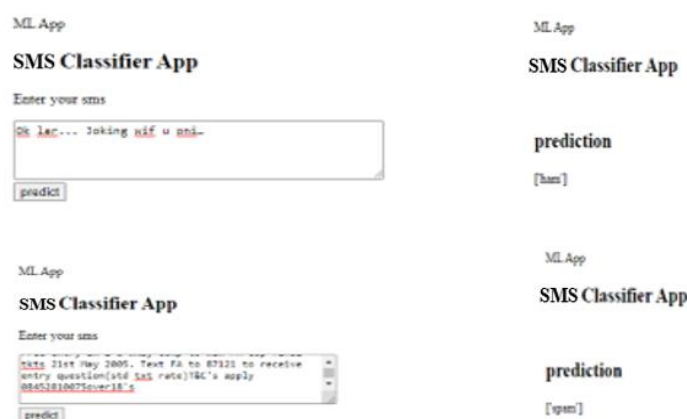 ML App
SMS Classifier App
Enter your sms
Ok lar... Joking wif u oni…
predict
ML App
SMS Classifier App
prediction
['ham']
ML App
SMS Classifier App
Enter your sms
tkts 21st May 2005. Text FA to 87121 to receive
entry question(std txt rate)T&C's apply
08452810075over18's
predict
ML App
SMS Classifier App
prediction
['spam']